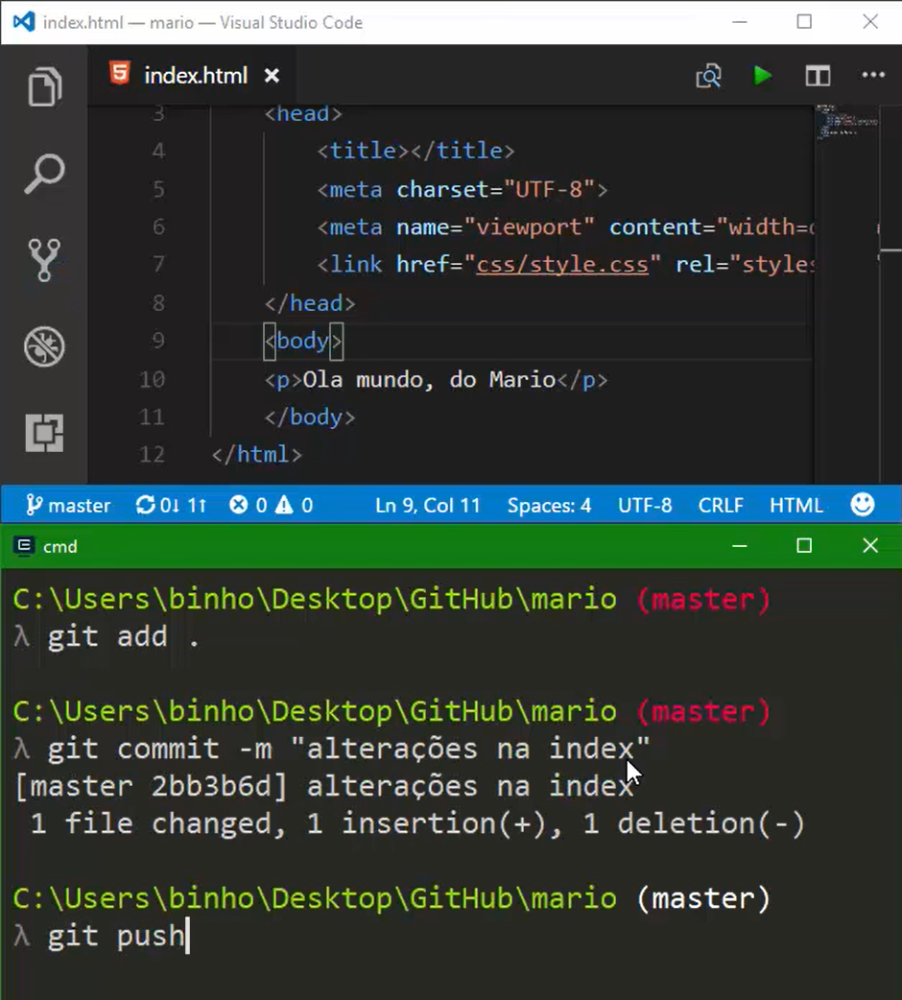 index.html — mario — Visual Studio Code
index.html
3 <head>
4 <title></title>
5 <meta charset="UTF-8">
6 <meta name="viewport" content="width=
7 <link href="css/style.css" rel="styles
8 </head>
9 <body>
10 <p>Ola mundo, do Mario</p>
11 </body>
12 </html>
master 0↓ 1↑ 0 0 Ln 9, Col 11 Spaces: 4 UTF-8 CRLF HTML
cmd
C:\Users\binho\Desktop\GitHub\mario (master)
λ git add .
C:\Users\binho\Desktop\GitHub\mario (master)
λ git commit -m "alterações na index"
[master 2bb3b6d] alterações na index
1 file changed, 1 insertion(+), 1 deletion(-)
C:\Users\binho\Desktop\GitHub\mario (master)
λ git push